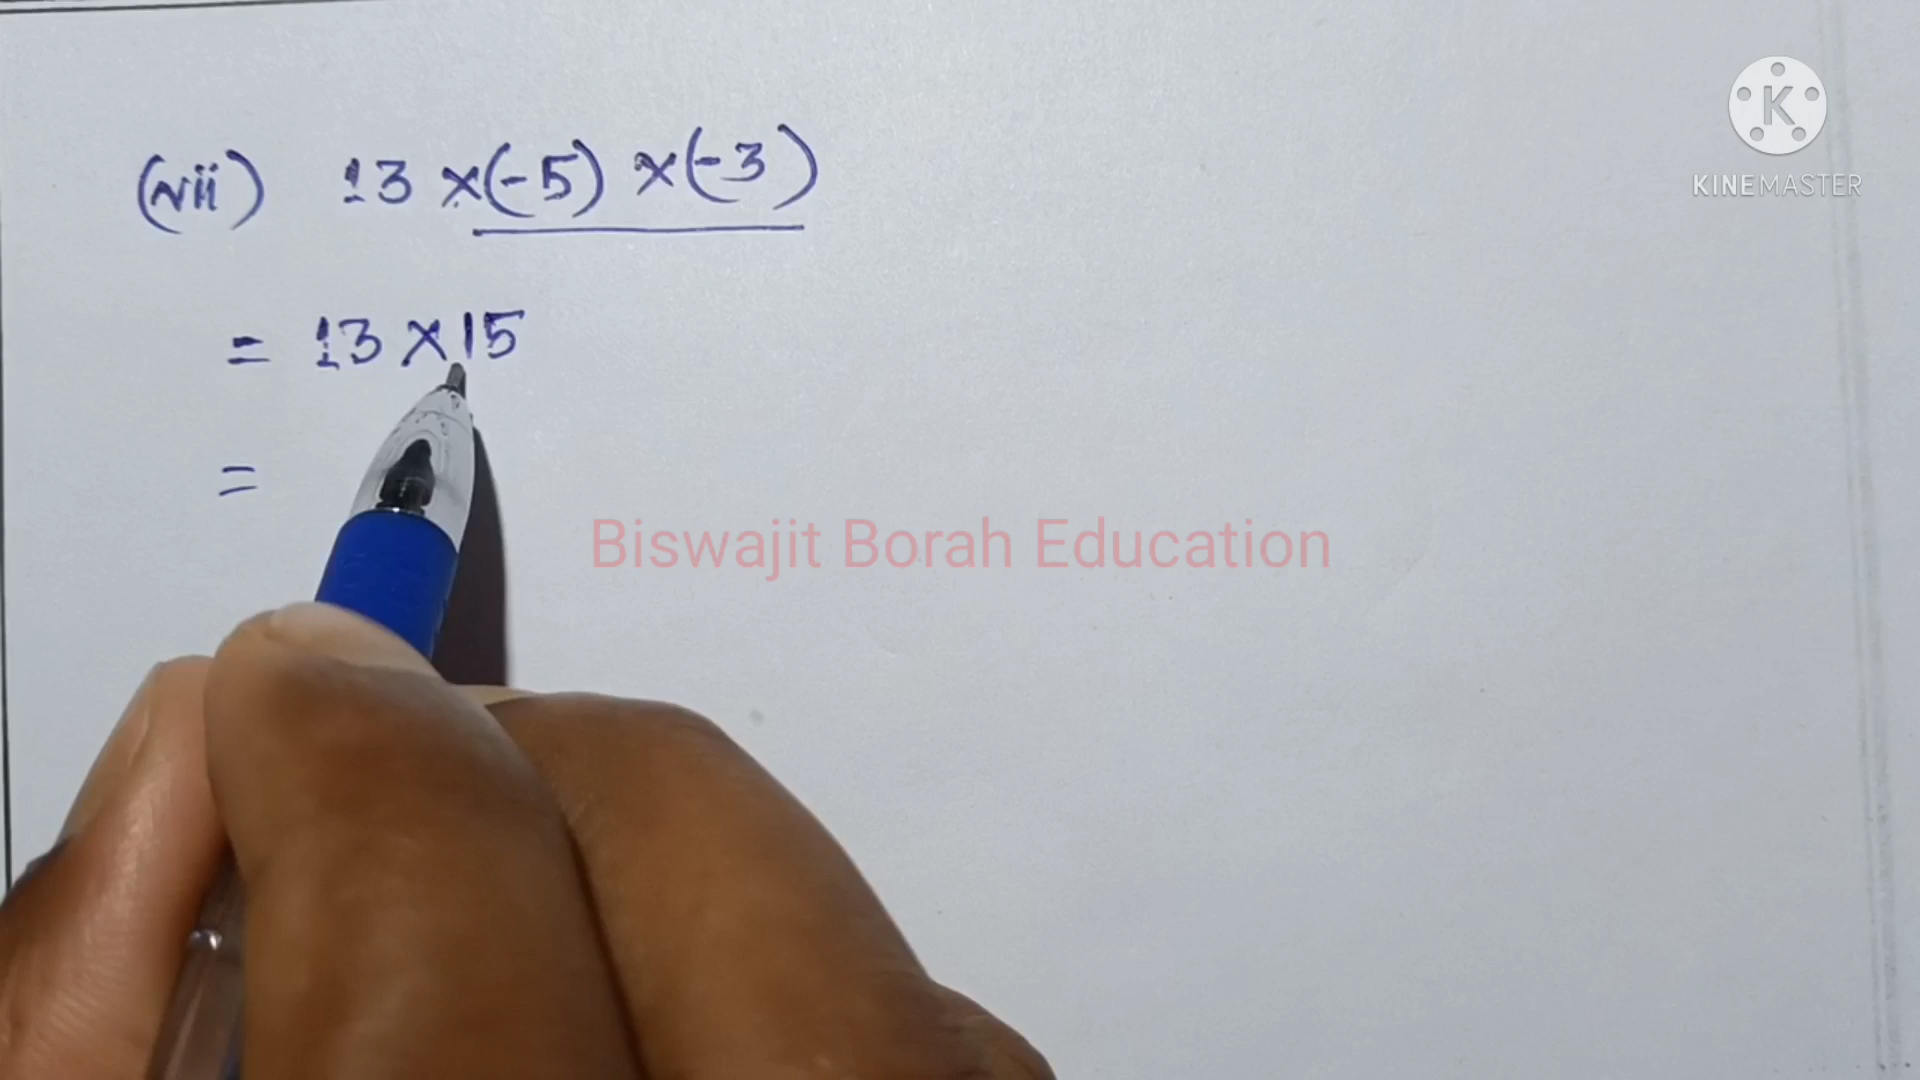 (vii) 13 ×(-5) ×(-3)
= 13 × 15
=
KINEMASTER
Biswajit Borah Education